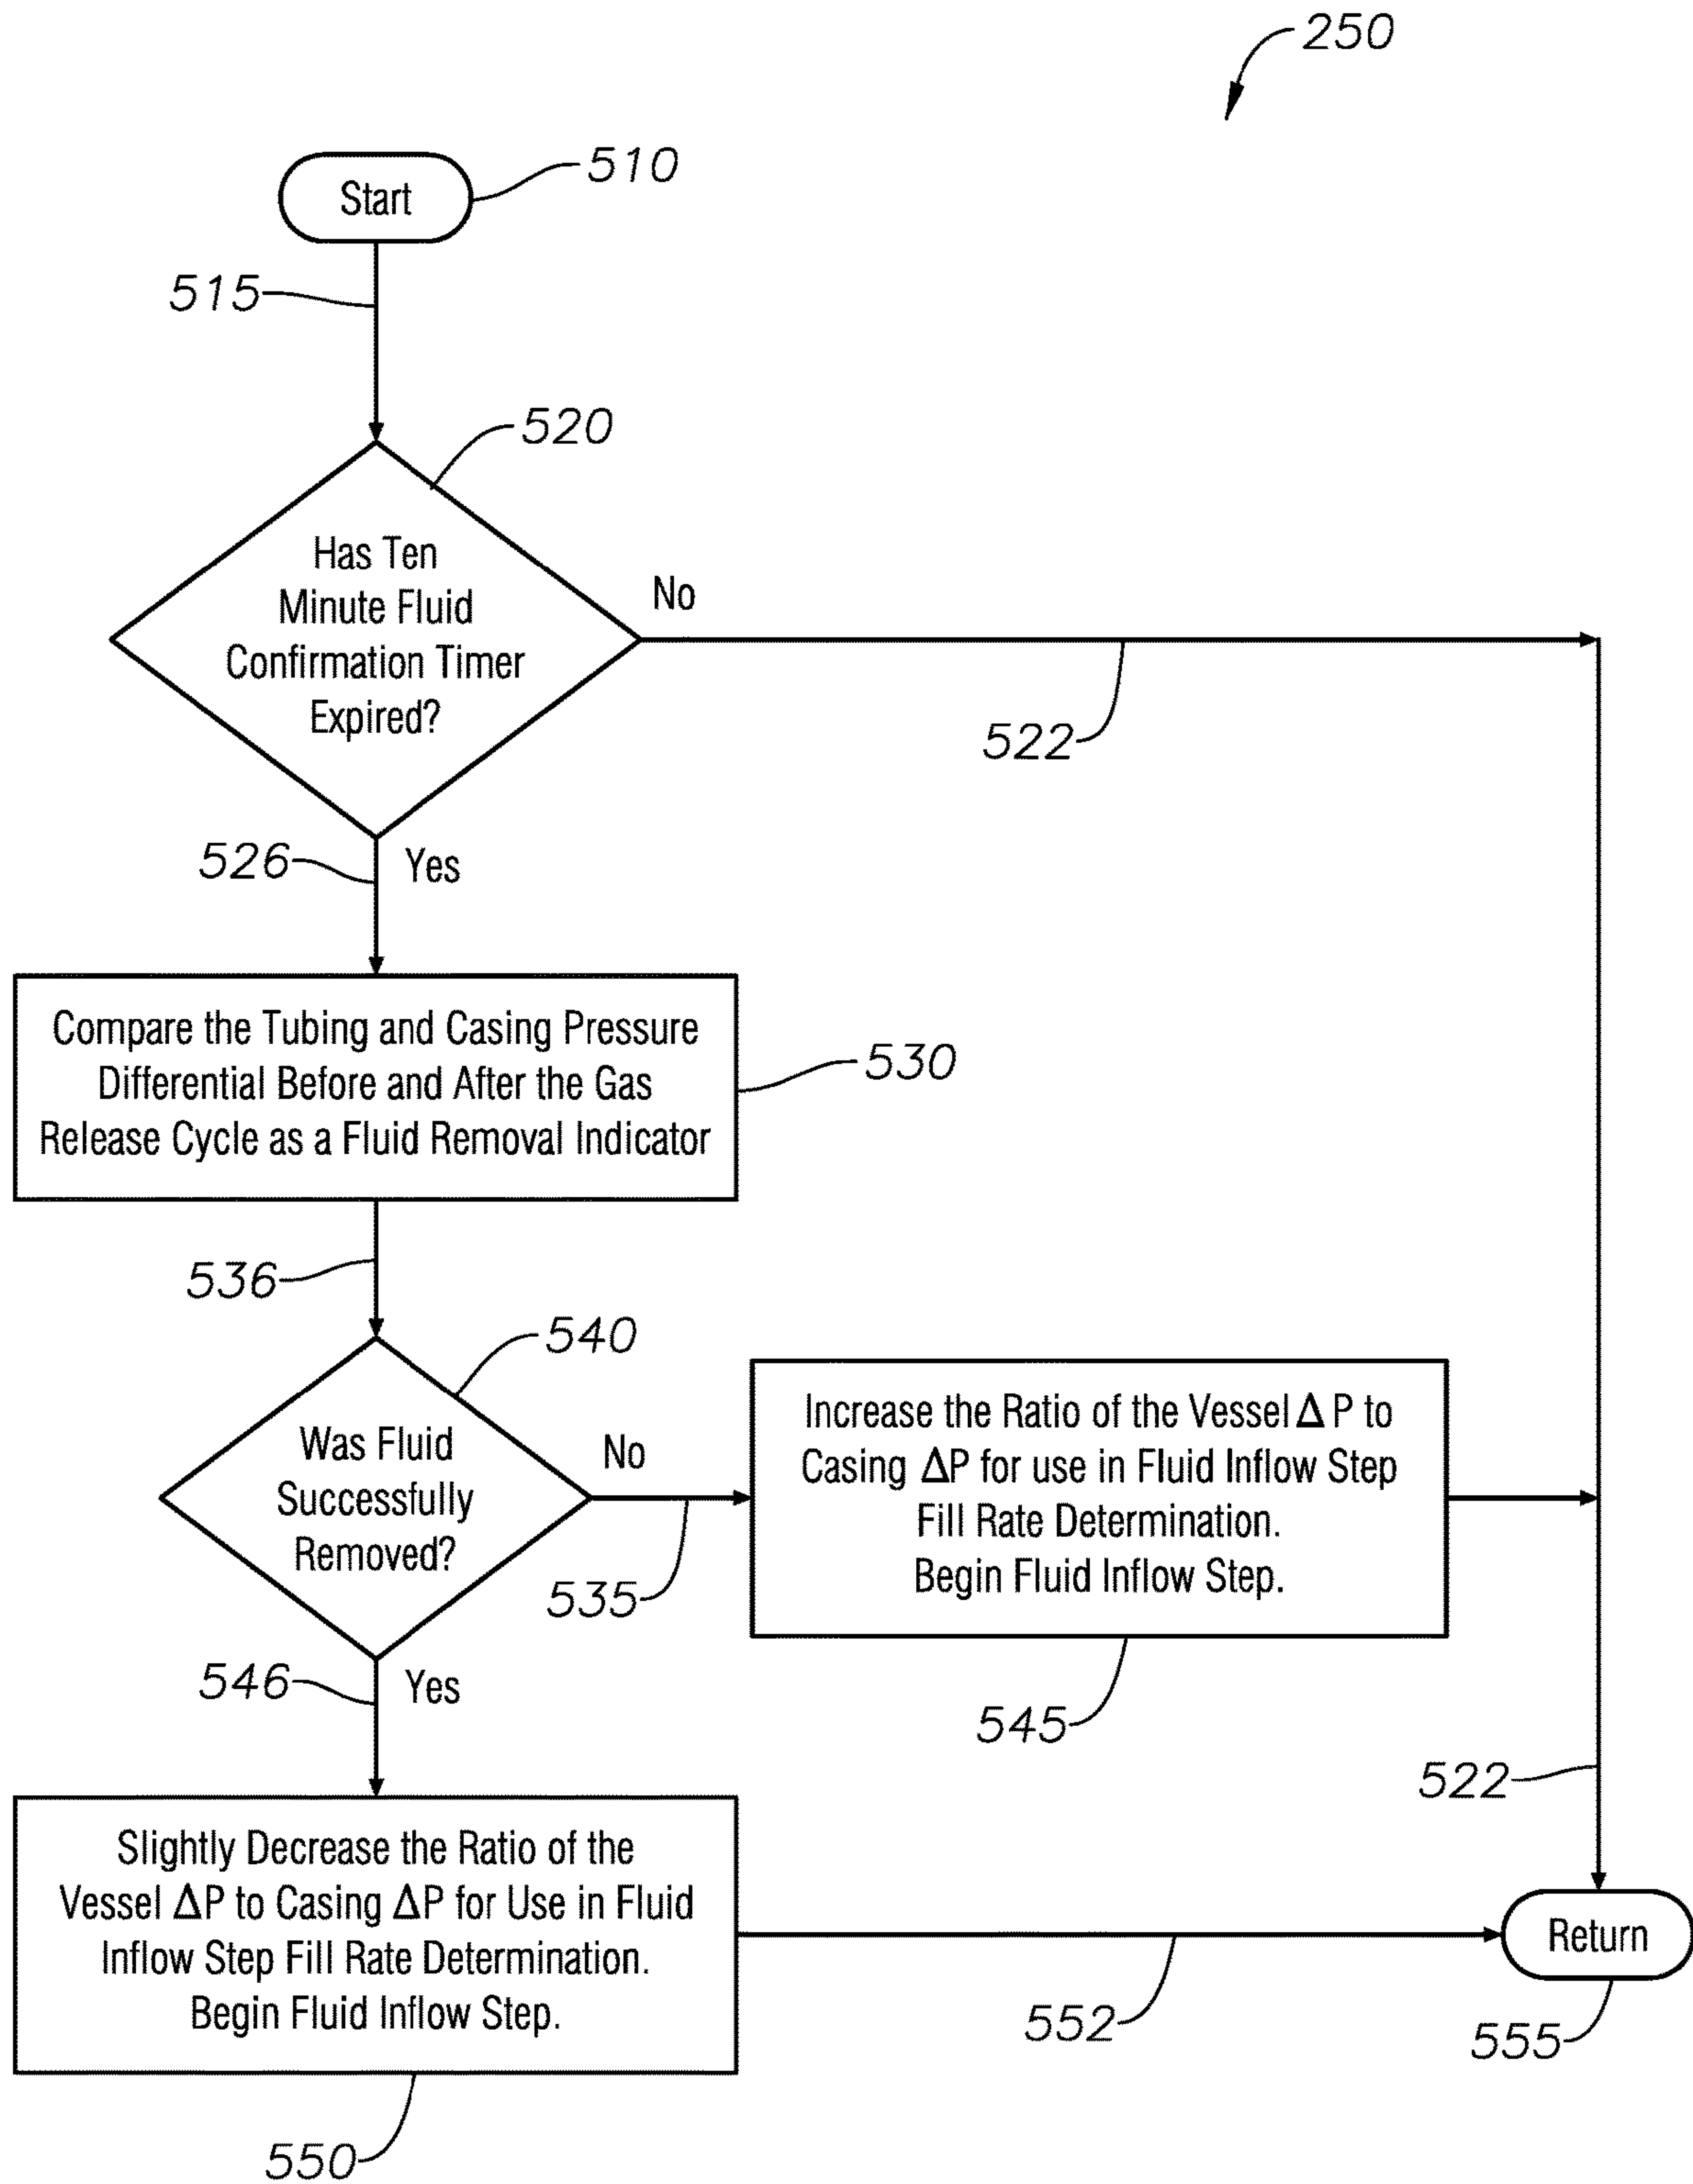 250
Start
510
515
520
Has Ten
Minute Fluid
Confirmation Timer
Expired?
No
522
526
Yes
Compare the Tubing and Casing Pressure
Differential Before and After the Gas
Release Cycle as a Fluid Removal Indicator
530
536
540
Was Fluid
Successfully
Removed?
No
535
Increase the Ratio of the Vessel Δ P to
Casing ΔP for use in Fluid Inflow Step
Fill Rate Determination.
Begin Fluid Inflow Step.
545
546
Yes
522
Slightly Decrease the Ratio of the
Vessel ΔP to Casing ΔP for Use in Fluid
Inflow Step Fill Rate Determination.
Begin Fluid Inflow Step.
550
552
Return
555